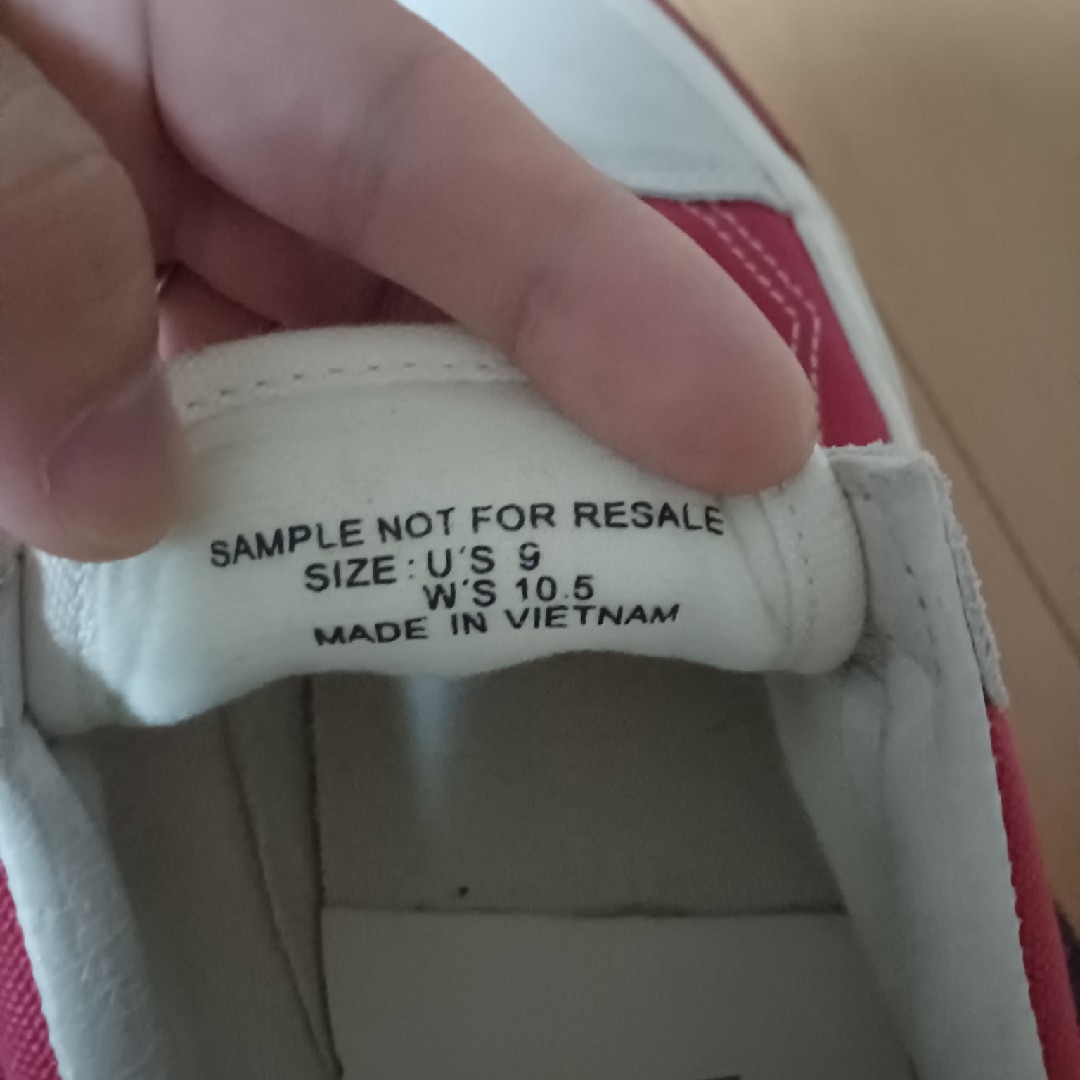 SAMPLE NOT FOR RESALE
SIZE: U'S 9
W'S 10.5
MADE IN VIETNAM